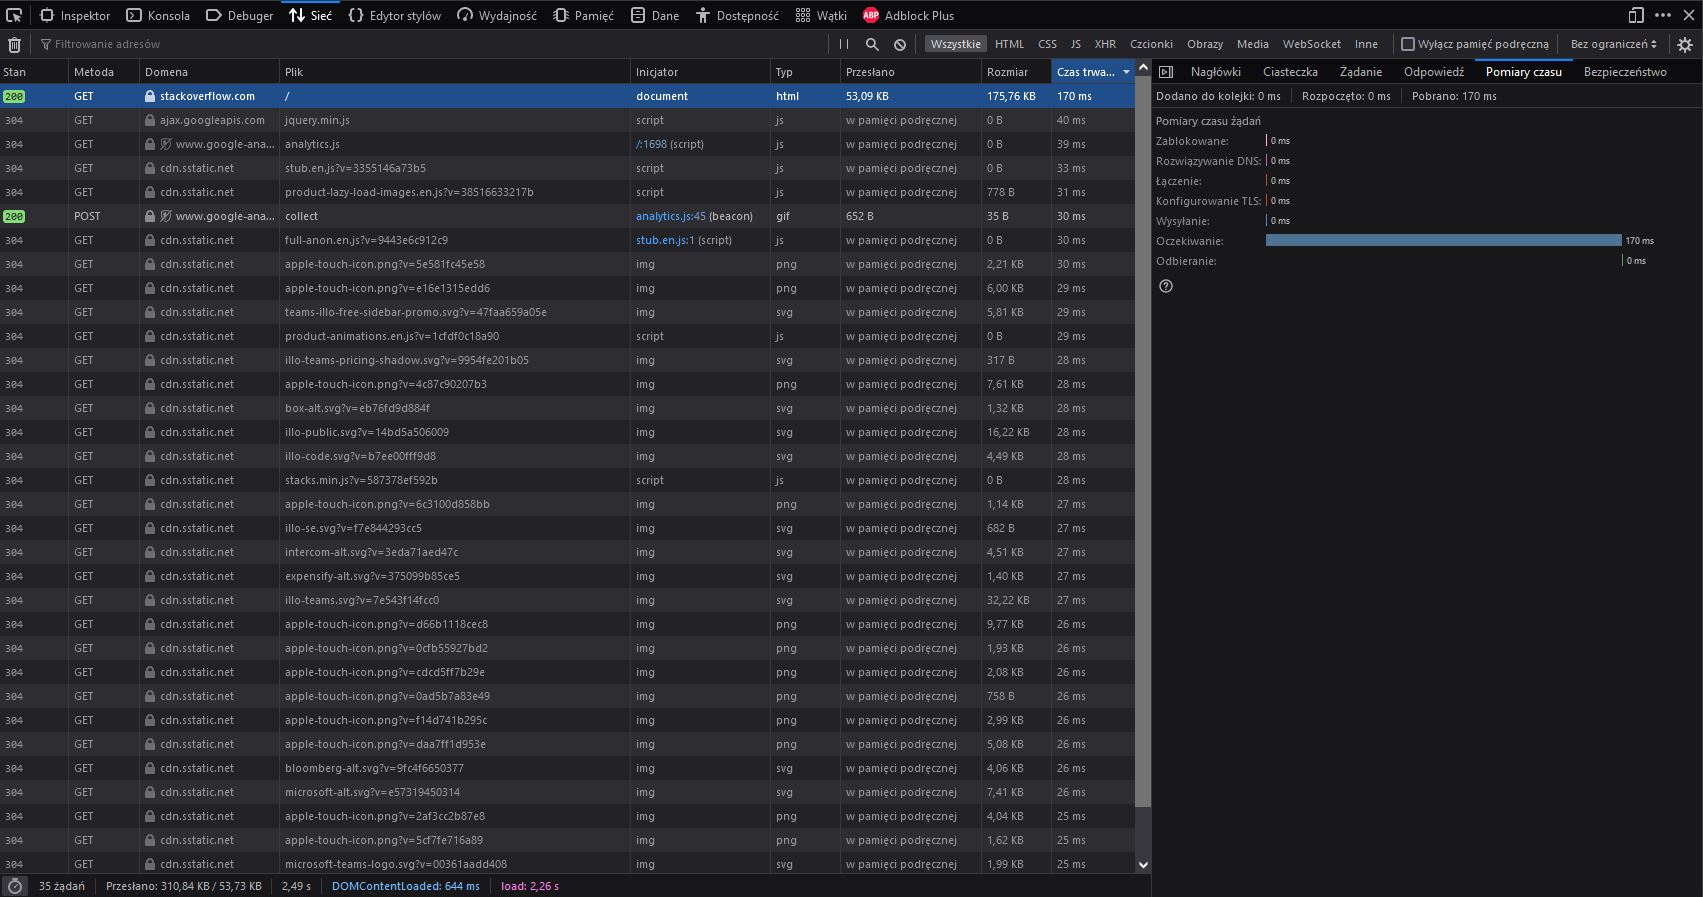 Inspektor Konsola Debuger Sieć Edytor stylów Wydajność Pamięć Dane Dostępność Wątki ABP Adblock Plus
Filtrowanie adresów Wszystkie HTML CSS JS XHR Czcionki Obrazy Media WebSocket Inne Wyłącz pamięć podręczną Bez ograniczeń
Stan Metoda Domena Plik Inicjator Typ Przesłano Rozmiar Czas trwa...
200 GET stackoverflow.com / document html 53,09 KB 175,76 KB 170 ms
304 GET ajax.googleapis.com jquery.min.js script js w pamięci podręcznej 0 B 40 ms
304 GET www.google-ana... analytics.js /:1698 (script) js w pamięci podręcznej 0 B 39 ms
304 GET cdn.sstatic.net stub.en.js?v=3355146a73b5 script js w pamięci podręcznej 0 B 33 ms
304 GET cdn.sstatic.net product-lazy-load-images.en.js?v=38516633217b script js w pamięci podręcznej 778 B 31 ms
200 POST www.google-ana... collect analytics.js:45 (beacon) gif 652 B 35 B 30 ms
304 GET cdn.sstatic.net full-anon.en.js?v=9443e6c912c9 stub.en.js:1 (script) js w pamięci podręcznej 0 B 30 ms
304 GET cdn.sstatic.net apple-touch-icon.png?v=5e581fc45e58 img png w pamięci podręcznej 2,21 KB 30 ms
304 GET cdn.sstatic.net apple-touch-icon.png?v=e16e1315edd6 img png w pamięci podręcznej 6,00 KB 29 ms
304 GET cdn.sstatic.net teams-illo-free-sidebar-promo.svg?v=47faa659a05e img svg w pamięci podręcznej 5,81 KB 29 ms
304 GET cdn.sstatic.net product-animations.en.js?v=1cfdf0c18a90 script js w pamięci podręcznej 0 B 29 ms
304 GET cdn.sstatic.net illo-teams-pricing-shadow.svg?v=9954fe201b05 img svg w pamięci podręcznej 317 B 28 ms
304 GET cdn.sstatic.net apple-touch-icon.png?v=4c87c90207b3 img png w pamięci podręcznej 7,61 KB 28 ms
304 GET cdn.sstatic.net box-alt.svg?v=eb76fd9d884f img svg w pamięci podręcznej 1,32 KB 28 ms
304 GET cdn.sstatic.net illo-public.svg?v=14bd5a506009 img svg w pamięci podręcznej 16,22 KB 28 ms
304 GET cdn.sstatic.net illo-code.svg?v=b7ee00fff9d8 img svg w pamięci podręcznej 4,49 KB 28 ms
304 GET cdn.sstatic.net stacks.min.js?v=587378ef592b script js w pamięci podręcznej 0 B 28 ms
304 GET cdn.sstatic.net apple-touch-icon.png?v=6c3100d858bb img png w pamięci podręcznej 1,14 KB 27 ms
304 GET cdn.sstatic.net illo-se.svg?v=f7e844293cc5 img svg w pamięci podręcznej 682 B 27 ms
304 GET cdn.sstatic.net intercom-alt.svg?v=3eda71aed47c img svg w pamięci podręcznej 4,51 KB 27 ms
304 GET cdn.sstatic.net expensify-alt.svg?v=375099b85ce5 img svg w pamięci podręcznej 1,40 KB 27 ms
304 GET cdn.sstatic.net illo-teams.svg?v=7e543f14fcc0 img svg w pamięci podręcznej 32,22 KB 27 ms
304 GET cdn.sstatic.net apple-touch-icon.png?v=d66b1118cec8 img png w pamięci podręcznej 9,77 KB 26 ms
304 GET cdn.sstatic.net apple-touch-icon.png?v=0cfb55927bd2 img png w pamięci podręcznej 1,93 KB 26 ms
304 GET cdn.sstatic.net apple-touch-icon.png?v=cdcd5ff7b29e img png w pamięci podręcznej 2,08 KB 26 ms
304 GET cdn.sstatic.net apple-touch-icon.png?v=0ad5b7a83e49 img png w pamięci podręcznej 758 B 26 ms
304 GET cdn.sstatic.net apple-touch-icon.png?v=f14d741b295c img png w pamięci podręcznej 2,99 KB 26 ms
304 GET cdn.sstatic.net apple-touch-icon.png?v=daa7ff1d953e img png w pamięci podręcznej 5,08 KB 26 ms
304 GET cdn.sstatic.net bloomberg-alt.svg?v=9fc4f6650377 img svg w pamięci podręcznej 4,06 KB 26 ms
304 GET cdn.sstatic.net microsoft-alt.svg?v=e57319450314 img svg w pamięci podręcznej 7,41 KB 26 ms
304 GET cdn.sstatic.net apple-touch-icon.png?v=2af3cc2b87e8 img png w pamięci podręcznej 4,04 KB 25 ms
304 GET cdn.sstatic.net apple-touch-icon.png?v=5cf7fe716a89 img png w pamięci podręcznej 1,62 KB 25 ms
304 GET cdn.sstatic.net microsoft-teams-logo.svg?v=00361aadd408 img svg w pamięci podręcznej 1,99 KB 25 ms
35 żądań Przesłano: 310,84 KB / 53,73 KB 2,49 s DOMContentLoaded: 644 ms load: 2,26 s
Nagłówki Ciasteczka Żądanie Odpowiedź Pomiary czasu Bezpieczeństwo
Dodano do kolejki: 0 ms Rozpoczęto: 0 ms Pobrano: 170 ms
Pomiary czasu żądań
Zablokowane: 0 ms
Rozwiązywanie DNS: 0 ms
Łączenie: 0 ms
Konfigurowanie TLS: 0 ms
Wysyłanie: 0 ms
Oczekiwanie: 170 ms
Odbieranie: 0 ms